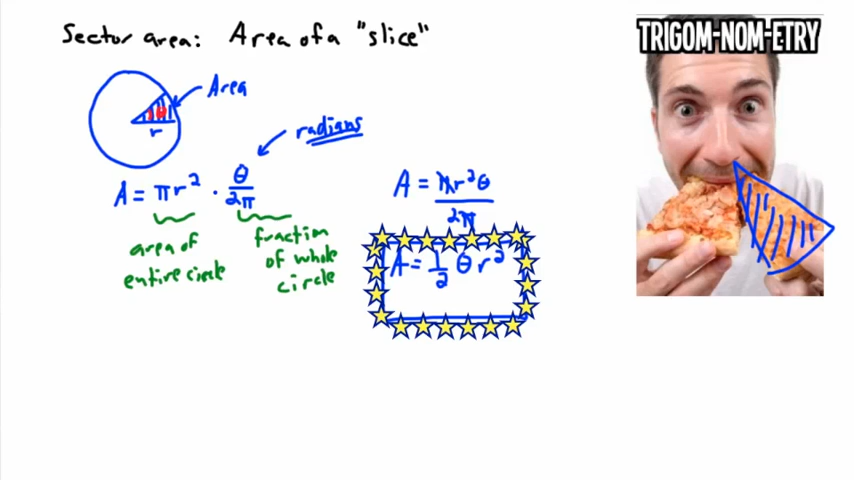 Sector area: Area of a "slice"
TRIGOM-NOM-ETRY
Area
θ
r
radians
A = πr² · θ/2π
area of
entire circle
fraction
of whole
circle
A = πr²θ/2π
A = 1/2 θ r²